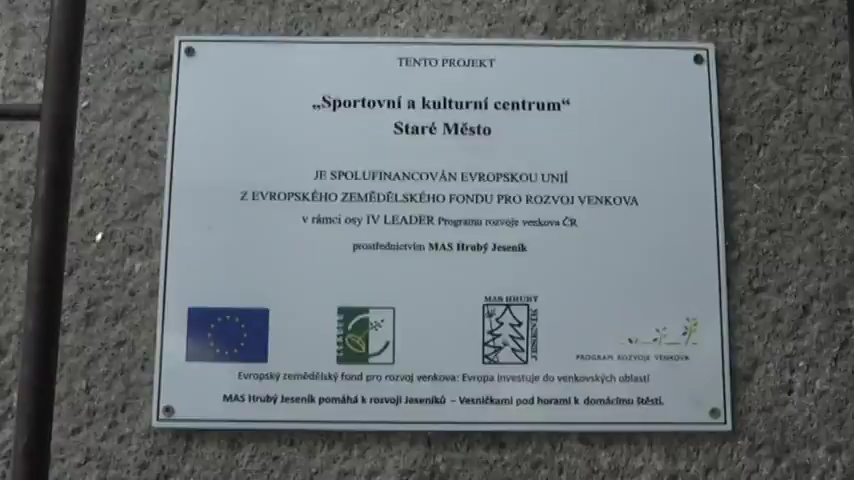 TENTO PROJEKT
„Sportovní a kulturní centrum“
Staré Město
JE SPOLUFINANCOVÁN EVROPSKOU UNIÍ
Z EVROPSKÉHO ZEMĚDĚLSKÉHO FONDU PRO ROZVOJ VENKOVA
v rámci osy IV LEADER Programu rozvoje venkova ČR
prostřednictvím MAS Hrubý Jeseník
LEADER
MAS HRUBÝ
JESENÍK
PROGRAM ROZVOJE VENKOVA
Evropský zemědělský fond pro rozvoj venkova: Evropa investuje do venkovských oblastí
MAS Hrubý Jeseník pomáhá k rozvoji Jeseníků – Vesničkami pod horami k domácímu štěstí.